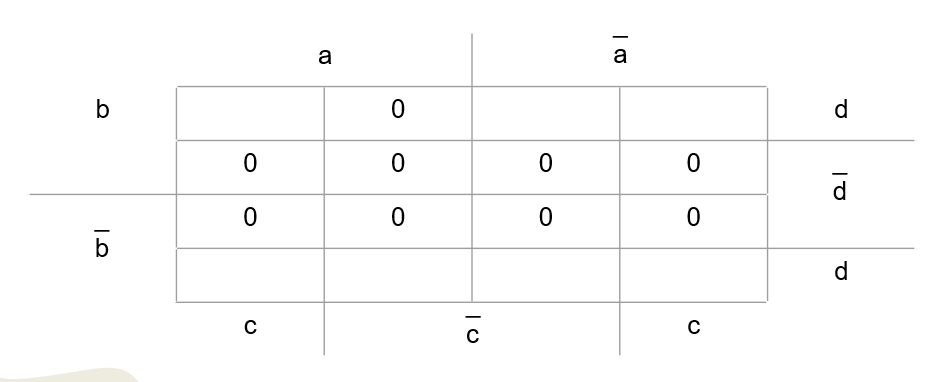 a a̅
b 0 d
0 0 0 0
d̅
0 0 0 0
b̅
d
c c̅ c